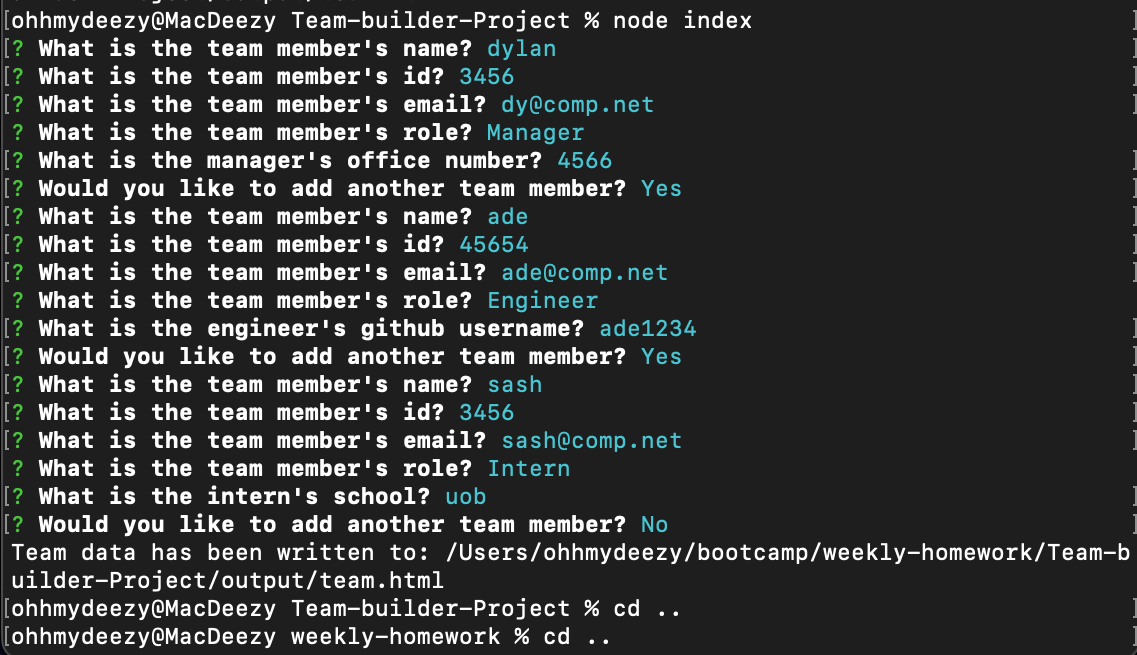 [ohhmydeezy@MacDeezy Team-builder-Project % node index ]
[? What is the team member's name? dylan ]
[? What is the team member's id? 3456 ]
[? What is the team member's email? dy@comp.net ]
? What is the team member's role? Manager
[? What is the manager's office number? 4566 ]
[? Would you like to add another team member? Yes ]
[? What is the team member's name? ade ]
[? What is the team member's id? 45654 ]
[? What is the team member's email? ade@comp.net ]
? What is the team member's role? Engineer
[? What is the engineer's github username? ade1234 ]
[? Would you like to add another team member? Yes ]
[? What is the team member's name? sash ]
[? What is the team member's id? 3456 ]
[? What is the team member's email? sash@comp.net ]
? What is the team member's role? Intern
[? What is the intern's school? uob ]
[? Would you like to add another team member? No ]
Team data has been written to: /Users/ohhmydeezy/bootcamp/weekly-homework/Team-b
uilder-Project/output/team.html
[ohhmydeezy@MacDeezy Team-builder-Project % cd .. ]
[ohhmydeezy@MacDeezy weekly-homework % cd .. ]